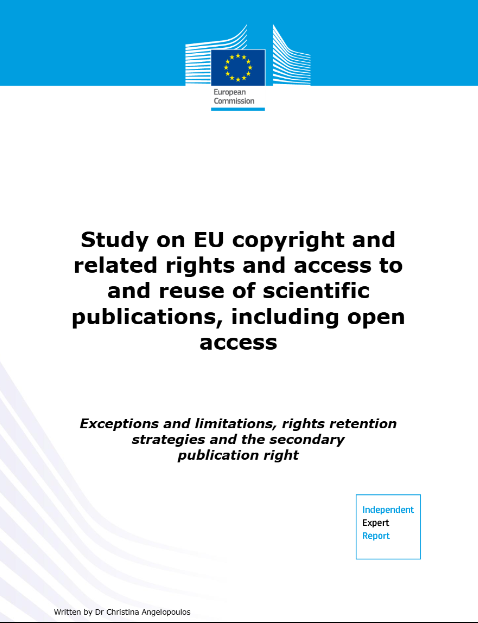 European
Commission
Study on EU copyright and
related rights and access to
and reuse of scientific
publications, including open
access
Exceptions and limitations, rights retention
strategies and the secondary
publication right
Independent
Expert
Report
Written by Dr Christina Angelopoulos